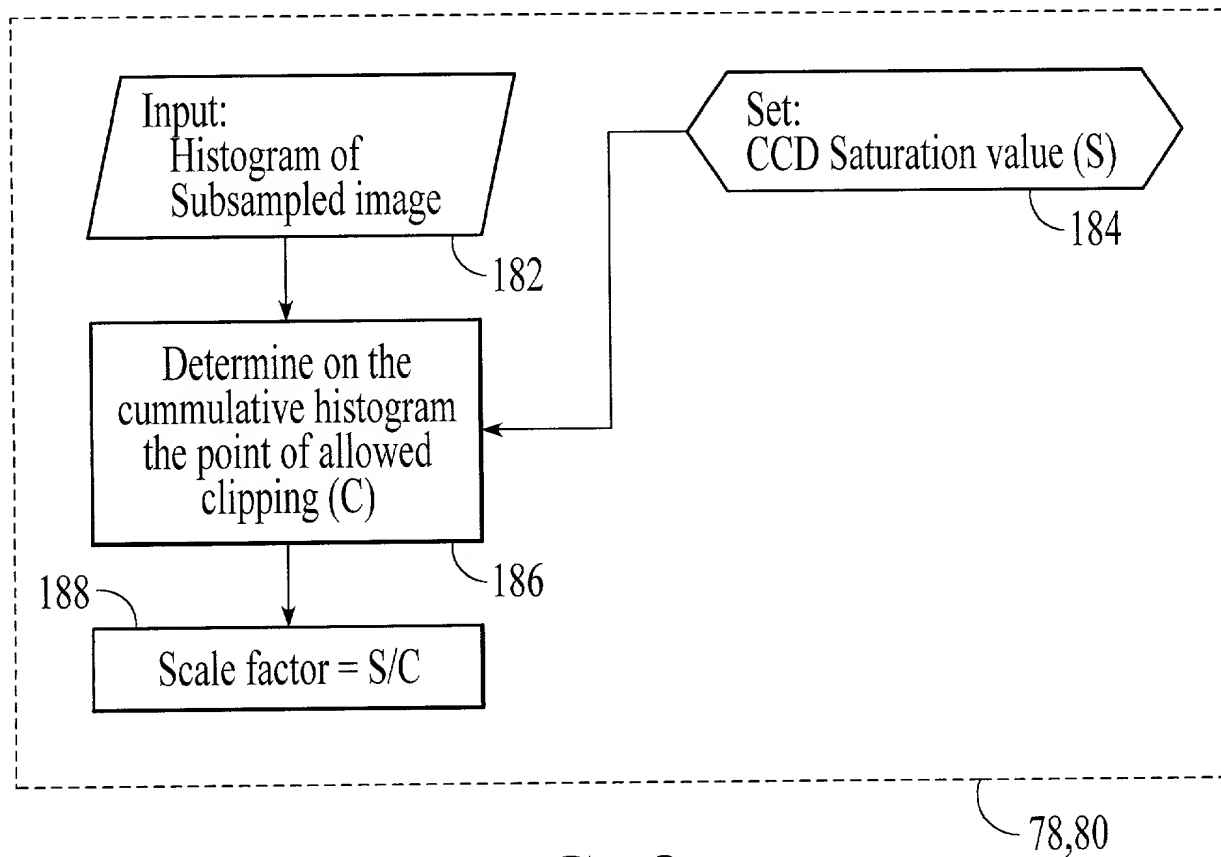 Input:
Histogram of
Subsampled image
182
Set:
CCD Saturation value (S)
184
Determine on the
cummulative histogram
the point of allowed
clipping (C)
186
188
Scale factor = S/C
78,80